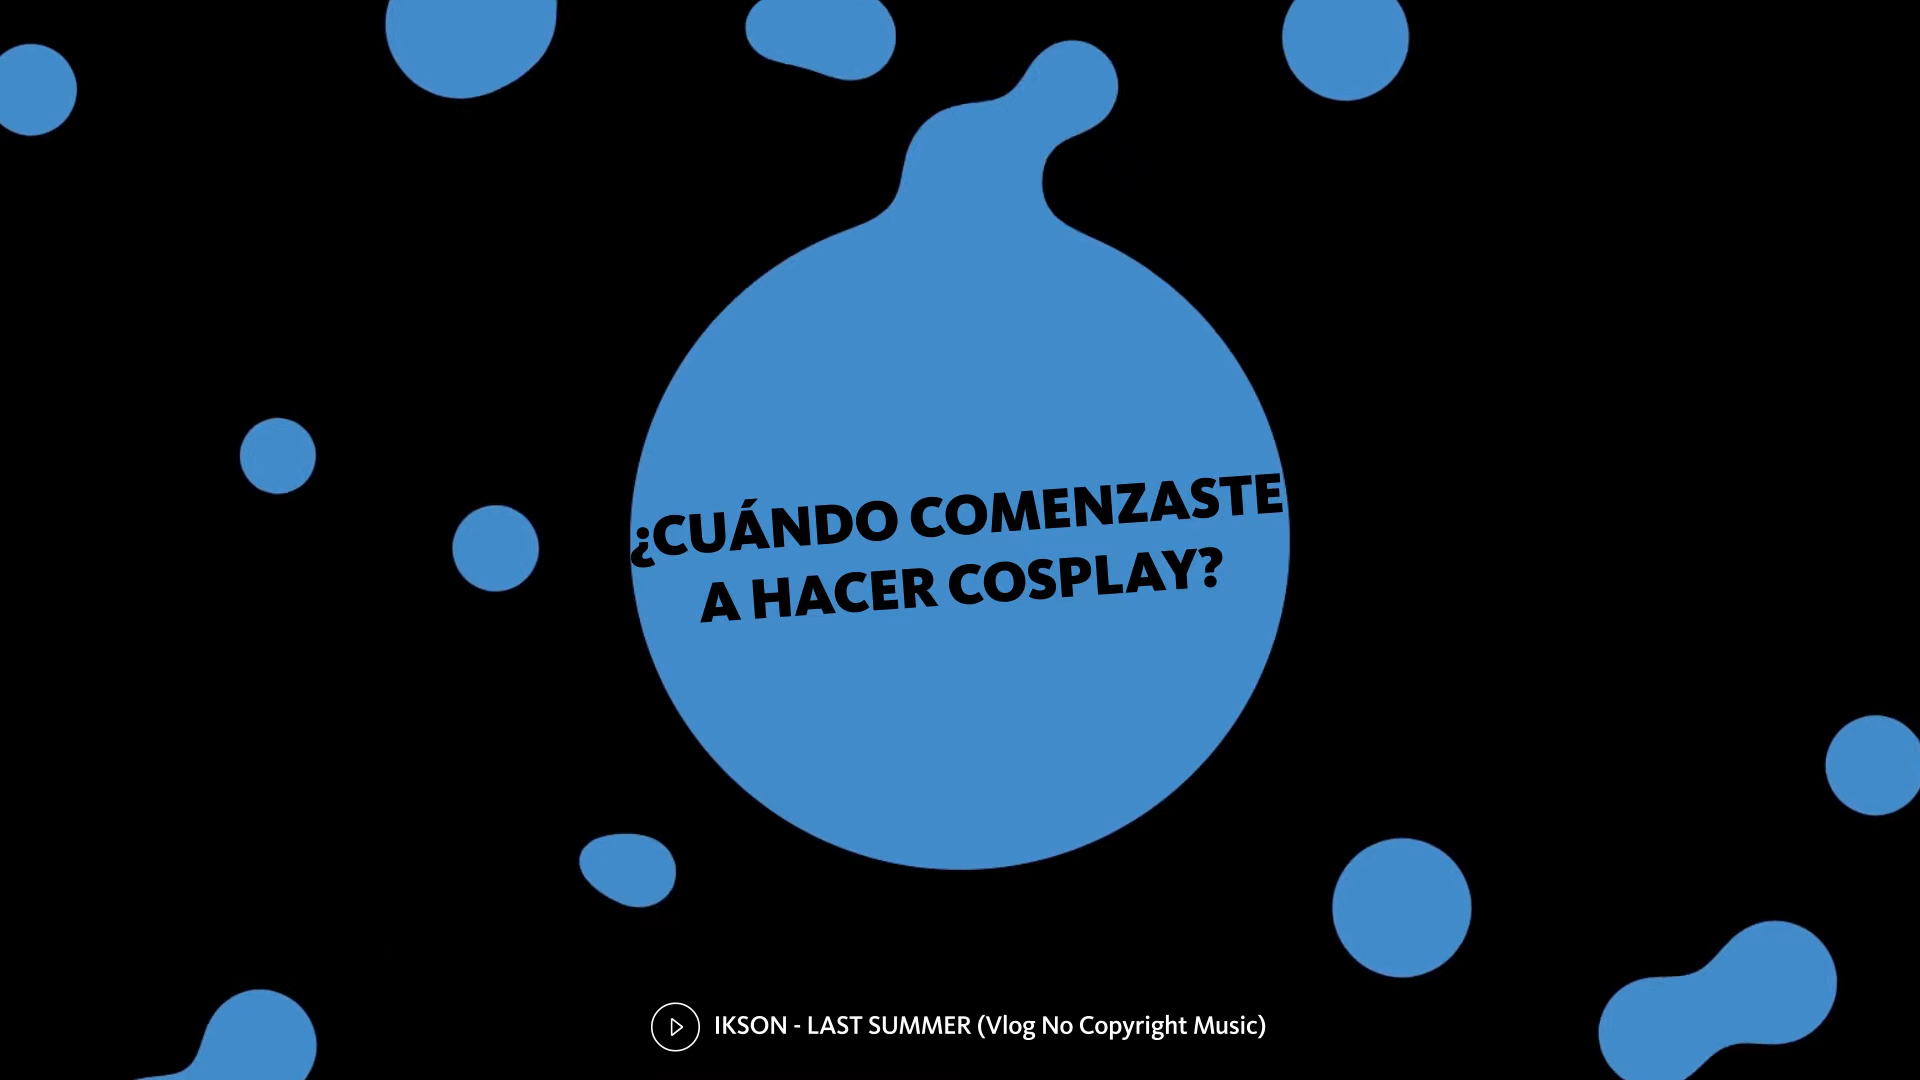 ¿CUÁNDO COMENZASTE
A HACER COSPLAY?
IKSON - LAST SUMMER (Vlog No Copyright Music)